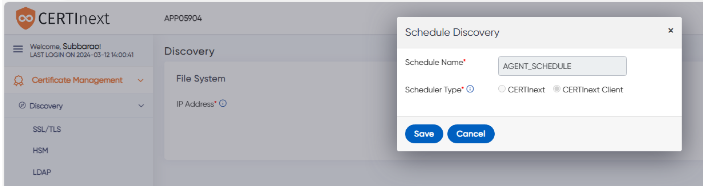 CERTInext
APP05904
Welcome, Subbarao!
LAST LOGIN ON 2024-03-12 14:00:41
Certificate Management
Discovery
SSL/TLS
HSM
LDAP
Discovery
File System
IP Address*
Schedule Discovery
×
Schedule Name*
AGENT_SCHEDULE
Scheduler Type*
CERTInext
CERTInext Client
Save
Cancel